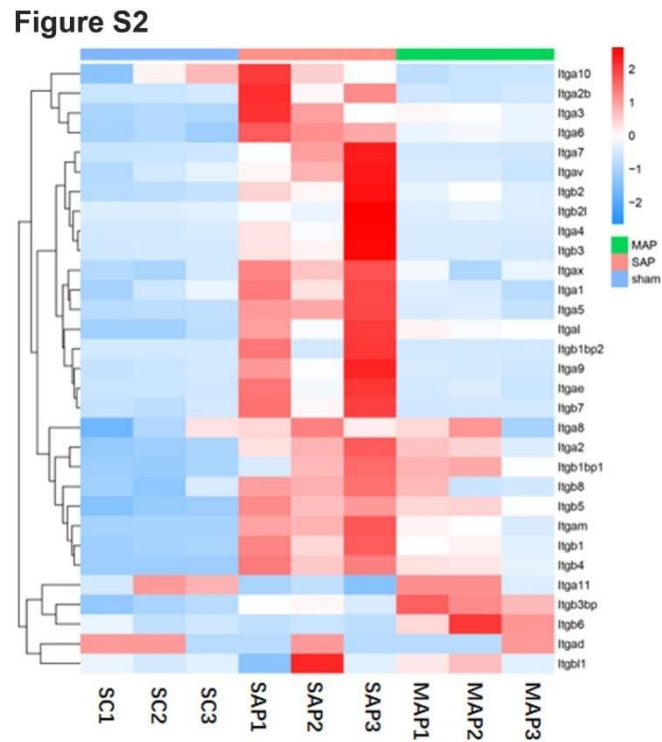 Figure S2
Itga10
Itga2b
Itga3
Itga6
Itga7
Itgav
Itgb2
Itgb2l
Itga4
Itgb3
Itgax
Itga1
Itga5
Itgal
Itgb1bp2
Itga9
Itgae
Itgb7
Itga8
Itga2
Itgb1bp1
Itgb8
Itgb5
Itgam
Itgb1
Itgb4
Itga11
Itgb3bp
Itgb6
Itgad
Itgbl1
2
1
0
−1
−2
MAP
SAP
sham
SC1
SC2
SC3
SAP1
SAP2
SAP3
MAP1
MAP2
MAP3